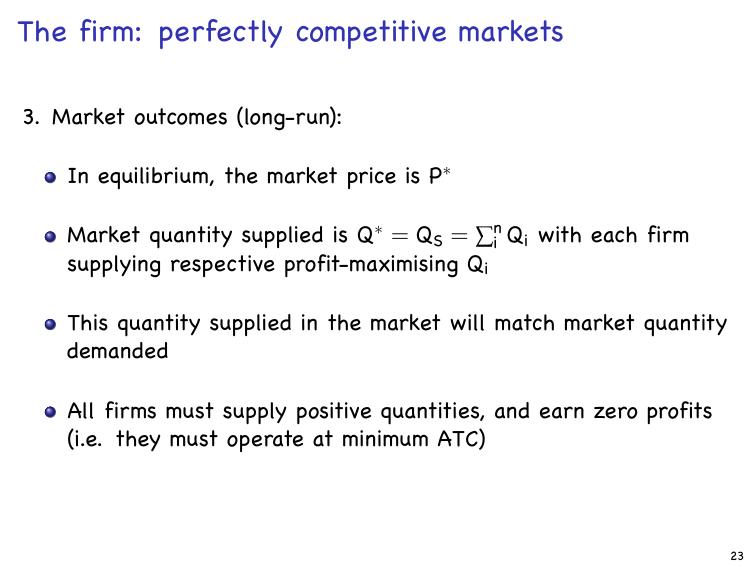 The firm: perfectly competitive markets
3. Market outcomes (long-run):
In equilibrium, the market price is P*
Market quantity supplied is Q* = Q_S = ∑_i^n Q_i with each firm
supplying respective profit-maximising Q_i
This quantity supplied in the market will match market quantity
demanded
All firms must supply positive quantities, and earn zero profits
(i.e. they must operate at minimum ATC)
23